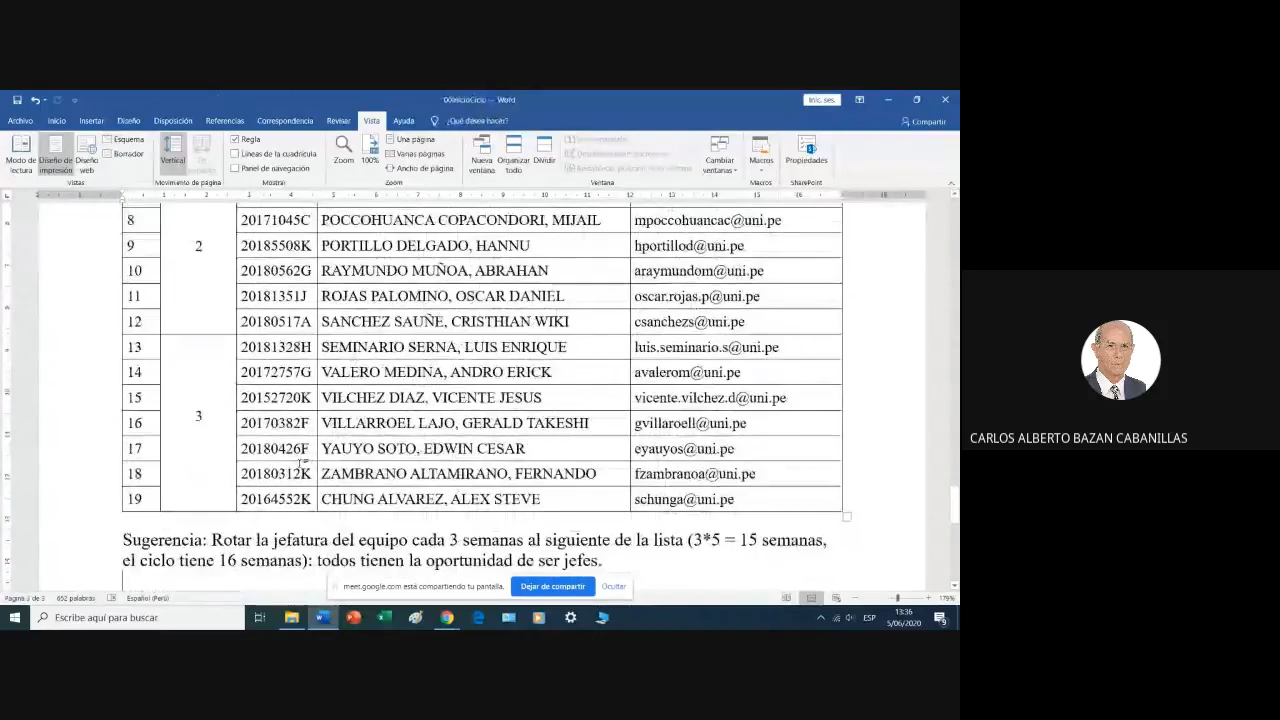 00InicioCiclo - Word
Inic. ses.
Archivo Inicio Insertar Diseño Disposición Referencias Correspondencia Revisar Vista Ayuda ¿Qué desea hacer? Compartir
Modo de lectura
Diseño de impresión
Diseño web
Esquema
Borrador
Vistas
Vertical
Movimiento de página
Regla
Líneas de la cuadrícula
Panel de navegación
Mostrar
Zoom
100%
Una página
Varias páginas
Ancho de página
Zoom
Nueva ventana
Organizar todo
Dividir
Ventana
Cambiar ventanas
Macros
Macros
Propiedades
SharePoint
8 20171045C POCCOHUANCA COPACONDORI, MIJAIL mpoccohuancac@uni.pe
9 2 20185508K PORTILLO DELGADO, HANNU hportillod@uni.pe
10 20180562G RAYMUNDO MUÑOA, ABRAHAN araymundom@uni.pe
11 20181351J ROJAS PALOMINO, OSCAR DANIEL oscar.rojas.p@uni.pe
12 20180517A SANCHEZ SAUÑE, CRISTHIAN WIKI csanchezs@uni.pe
13 20181328H SEMINARIO SERNA, LUIS ENRIQUE luis.seminario.s@uni.pe
14 20172757G VALERO MEDINA, ANDRO ERICK avalerom@uni.pe
15 20152720K VILCHEZ DIAZ, VICENTE JESUS vicente.vilchez.d@uni.pe
16 3 20170382F VILLARROEL LAJO, GERALD TAKESHI gvillaroell@uni.pe
17 20180426F YAUYO SOTO, EDWIN CESAR eyauyos@uni.pe
18 20180312K ZAMBRANO ALTAMIRANO, FERNANDO fzambranoa@uni.pe
19 20164552K CHUNG ALVAREZ, ALEX STEVE schunga@uni.pe
Sugerencia: Rotar la jefatura del equipo cada 3 semanas al siguiente de la lista (3*5 = 15 semanas,
el ciclo tiene 16 semanas): todos tienen la oportunidad de ser jefes.
meet.google.com está compartiendo tu pantalla. Dejar de compartir Ocultar
Página 3 de 3 652 palabras Español (Perú) 179%
Escribe aquí para buscar
ESP
13:36
5/06/2020
CARLOS ALBERTO BAZAN CABANILLAS